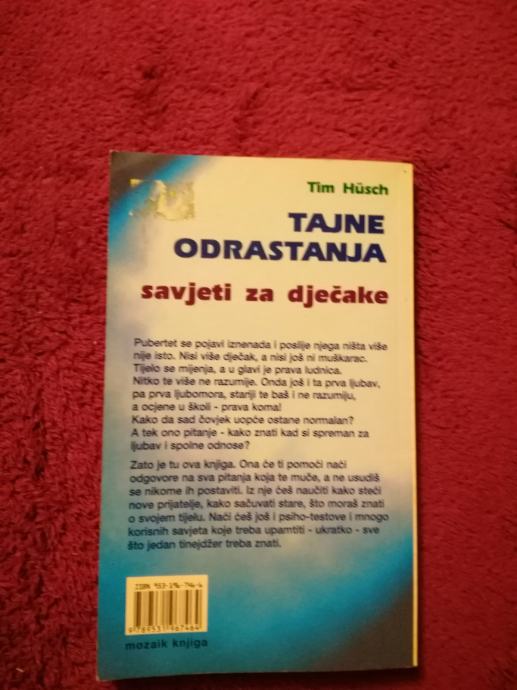 Tim Hüsch
TAJNE
ODRASTANJA
savjeti za dječake
Pubertet se pojavi iznenada i poslije njega ništa više
nije isto. Nisi više dječak, a nisi još ni muškarac.
Tijelo se mijenja, a u glavi je prava ludnica.
Nitko te više ne razumije. Onda još i ta prva ljubav,
pa prva ljubomora, stariji te baš i ne razumiju,
a ocjene u školi - prava koma!
Kako da sad čovjek uopće ostane normalan?
A tek ono pitanje - kako znati kad si spreman za
ljubav i spolne odnose?
Zato je tu ova knjiga. Ona će ti pomoći naći
odgovore na sva pitanja koja te muče, a ne usudiš
se nikome ih postaviti. Iz nje ćeš naučiti kako steći
nove prijatelje, kako sačuvati stare, što moraš znati
o svojem tijelu. Naći ćeš još i psiho-testove i mnogo
korisnih savjeta koje treba upamtiti - ukratko - sve
što jedan tinejdžer treba znati.
ISBN 953-196-746-6
9789531967464
mozaik knjiga